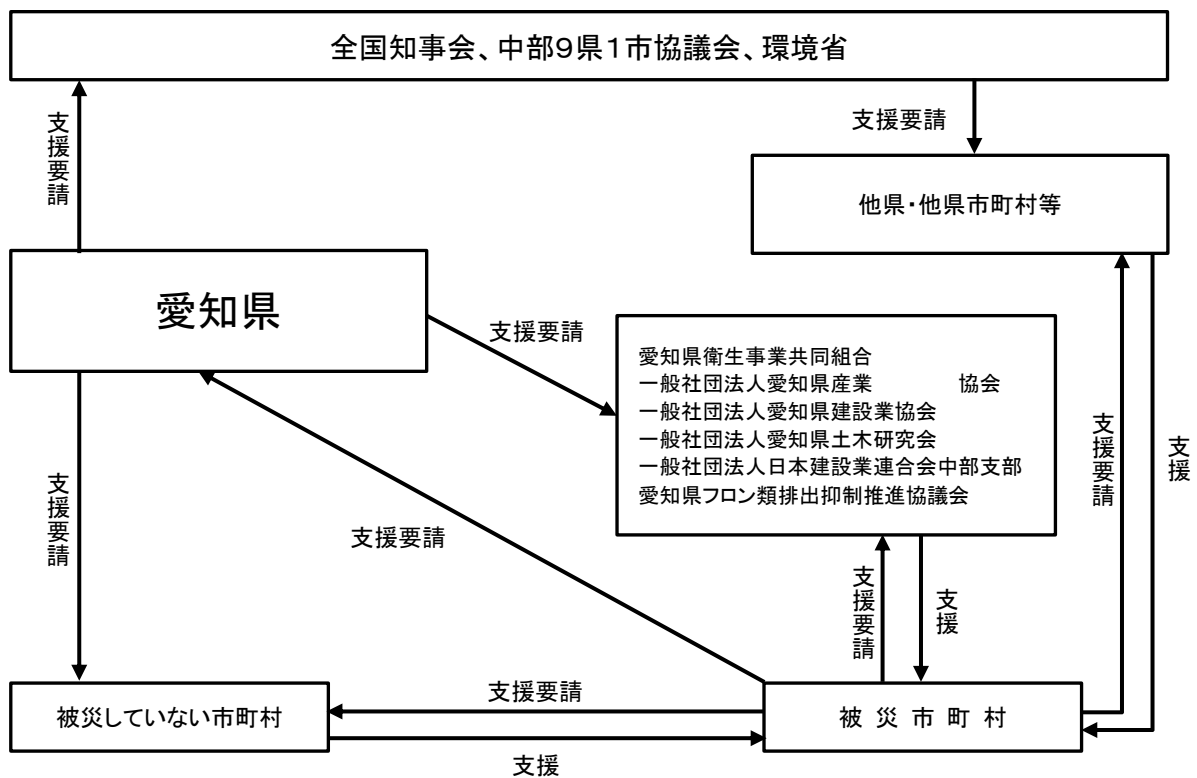 全国知事会、中部9県1市協議会、環境省
支援要請
支援要請
他県・他県市町村等
愛知県
支援要請
愛知県衛生事業共同組合
一般社団法人愛知県産業 協会
一般社団法人愛知県建設業協会
一般社団法人愛知県土木研究会
一般社団法人日本建設業連合会中部支部
愛知県フロン類排出抑制推進協議会
支援要請
支援
支援要請
支援要請
支援要請
支援
被災していない市町村
支援要請
支援
被災市町村